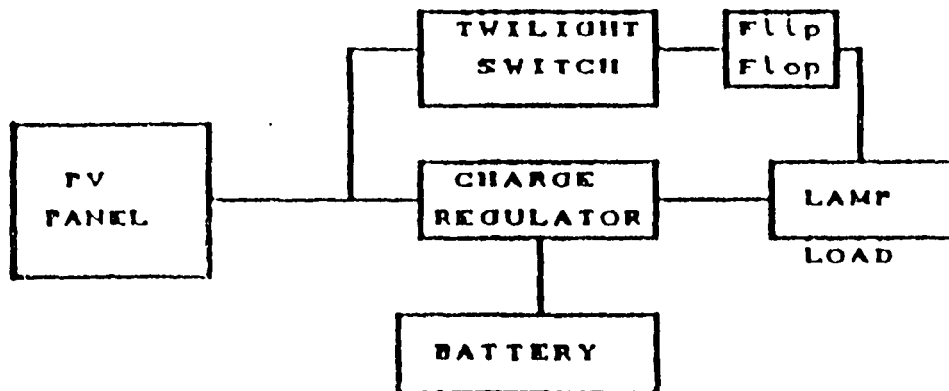 TWILIGHT
SWITCH
Flip
Flop
PV
PANEL
CHARGE
REGULATOR
LAMP
LOAD
BATTERY